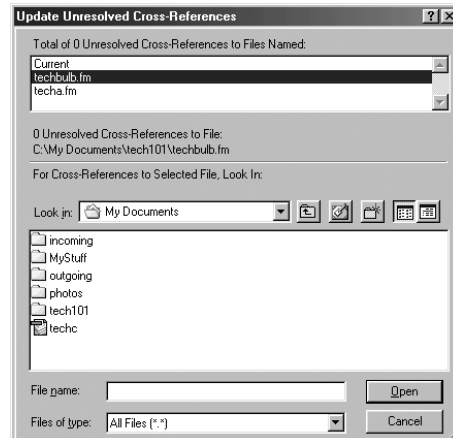 Update Unresolved Cross-References
Total of 0 Unresolved Cross-References to Files Named:
Current
techbulb.fm
techa.fm
0 Unresolved Cross-References to File:
C:\My Documents\tech101\techbulb.fm
For Cross-References to Selected File, Look In:
Look in: My Documents
incoming
MyStuff
outgoing
photos
tech101
techc
File name: Open
Files of type: All Files (*.*) Cancel